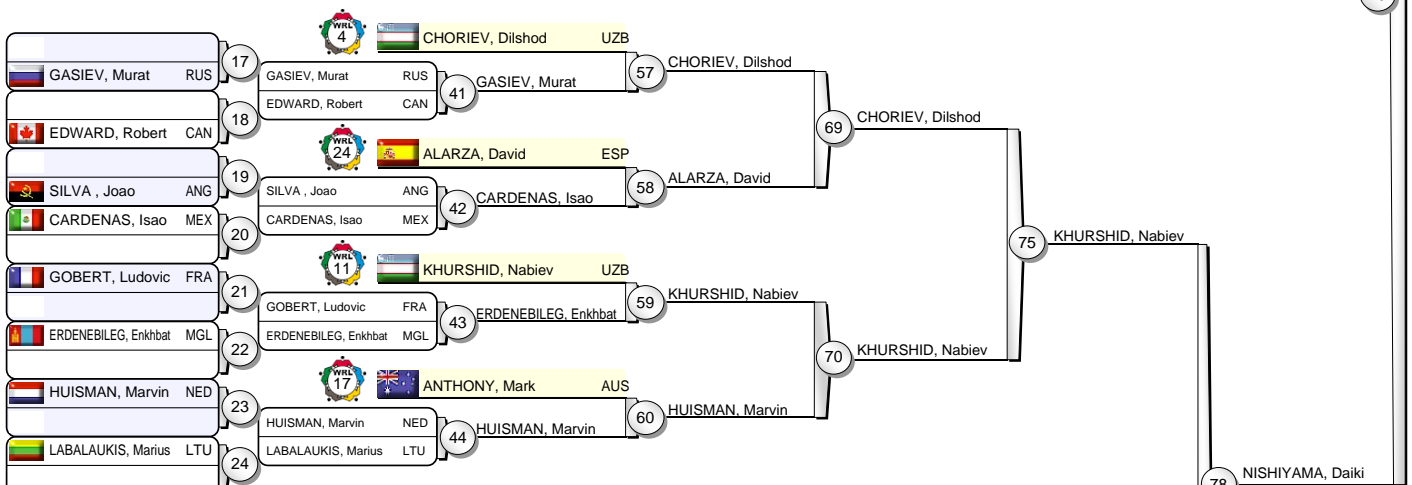 WRL
4
CHORIEV, Dilshod UZB
17
GASIEV, Murat RUS
GASIEV, Murat RUS
EDWARD, Robert CAN
41
GASIEV, Murat
57
CHORIEV, Dilshod
18
EDWARD, Robert CAN
WRL
24
ALARZA, David ESP
69
CHORIEV, Dilshod
19
SILVA , Joao ANG
SILVA , Joao ANG
CARDENAS, Isao MEX
42
CARDENAS, Isao
58
ALARZA, David
CARDENAS, Isao MEX
20
75
KHURSHID, Nabiev
WRL
11
KHURSHID, Nabiev UZB
GOBERT, Ludovic FRA
21
GOBERT, Ludovic FRA
ERDENEBILEG, Enkhbat MGL
43
ERDENEBILEG, Enkhbat
59
KHURSHID, Nabiev
ERDENEBILEG, Enkhbat MGL
22
70
KHURSHID, Nabiev
WRL
17
ANTHONY, Mark AUS
HUISMAN, Marvin NED
23
HUISMAN, Marvin NED
LABALAUKIS, Marius LTU
44
HUISMAN, Marvin
60
HUISMAN, Marvin
LABALAUKIS, Marius LTU
24
78
NISHIYAMA, Daiki